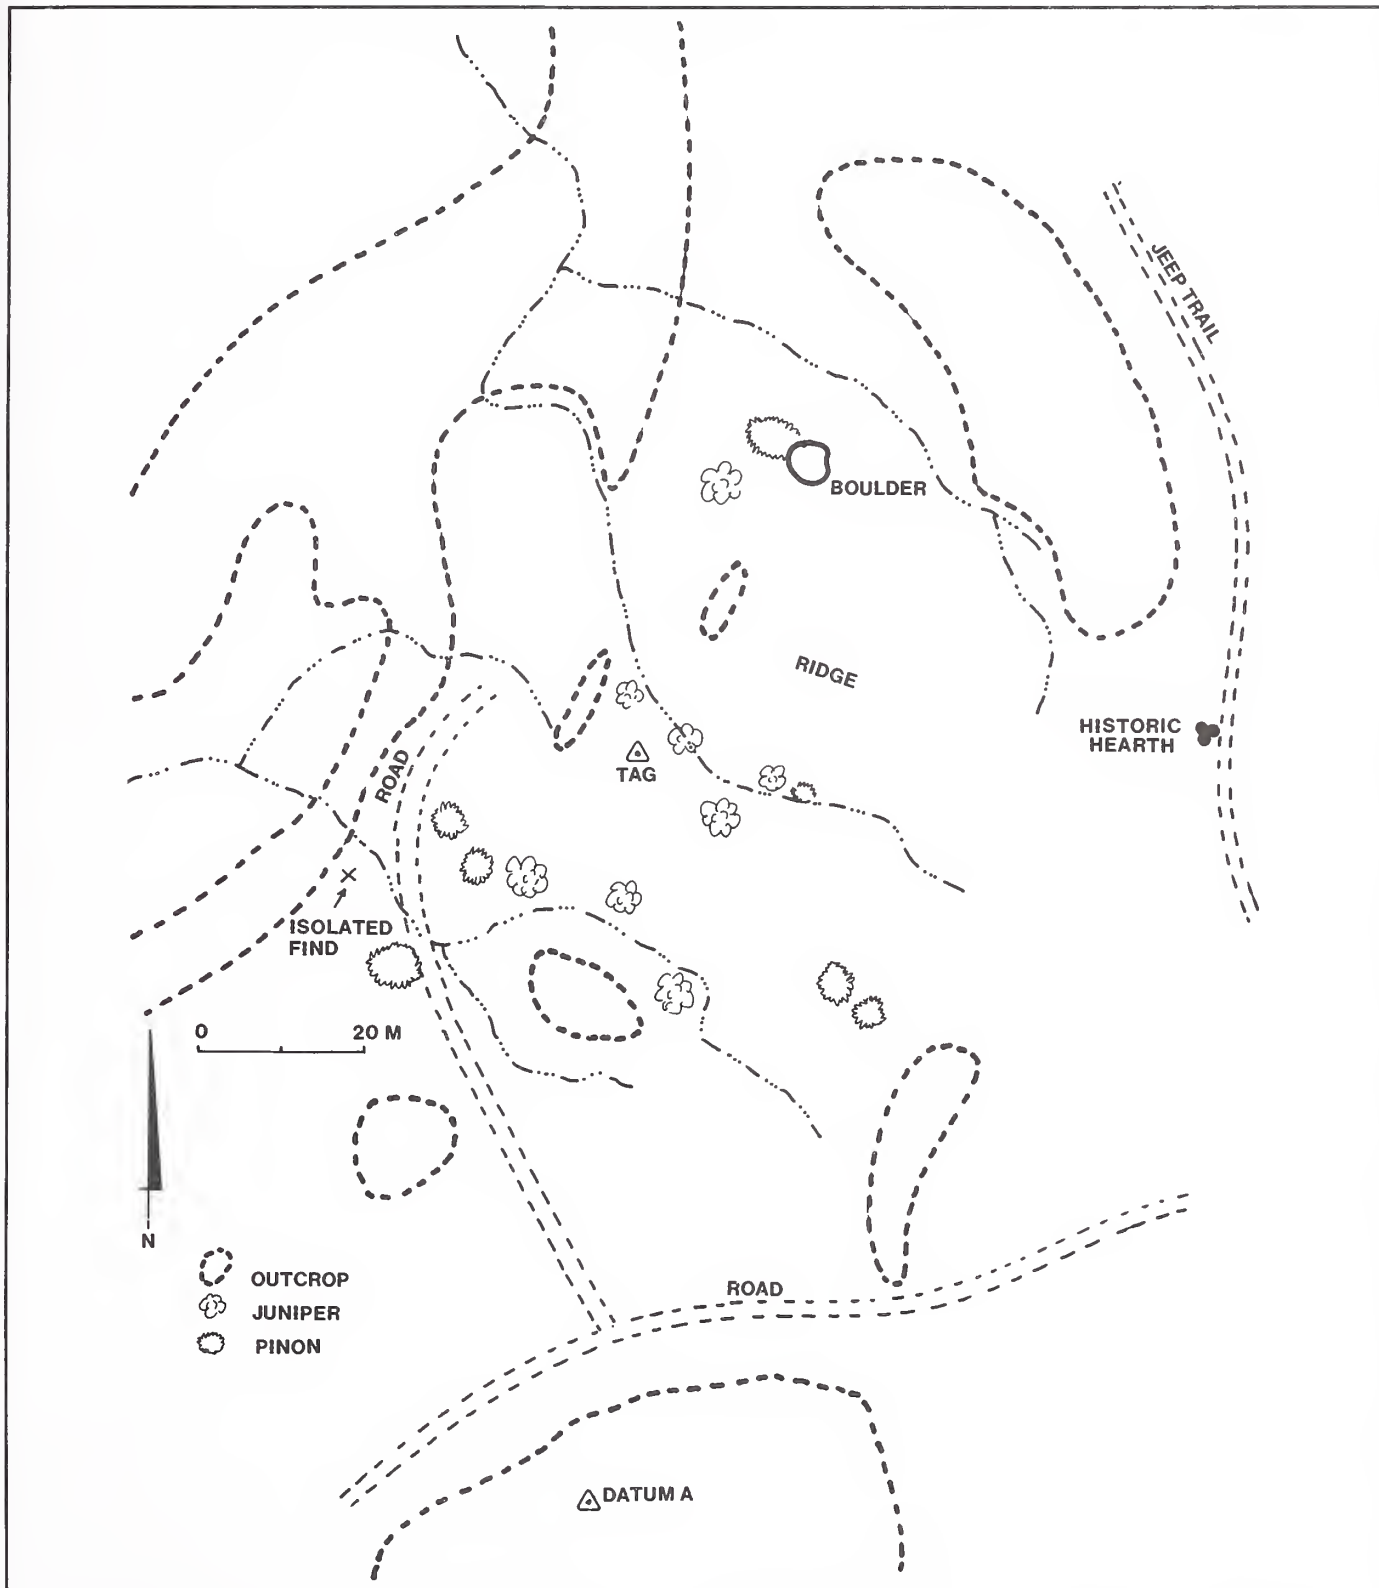 JEEP TRAIL
BOULDER
RIDGE
HISTORIC
HEARTH
TAG
ROAD
ISOLATED
FIND
0 20 M
N
OUTCROP
JUNIPER
PINON
ROAD
DATUM A